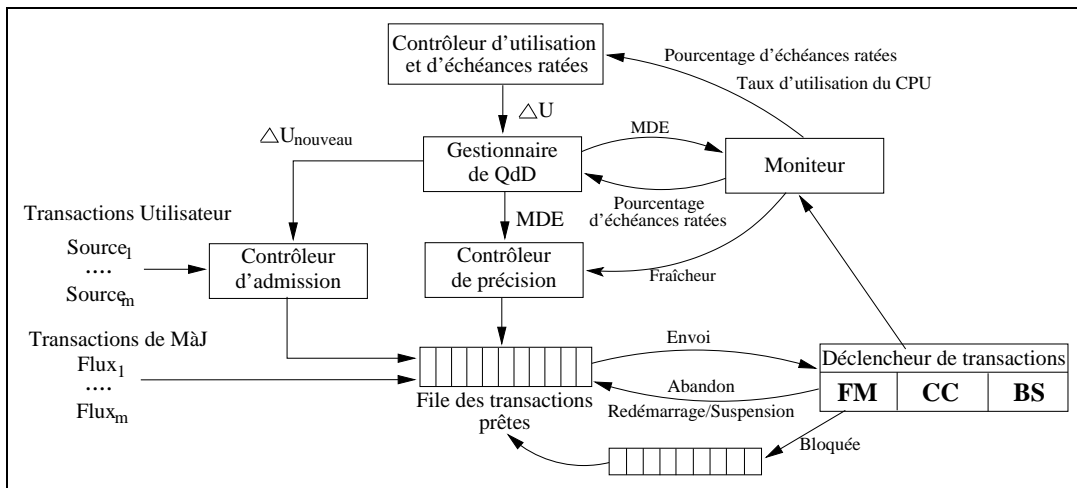 Contrôleur d'utilisation
et d'échéances ratées
Pourcentage d'échéances ratées
Taux d'utilisation du CPU
△U
△Unouveau
MDE
Gestionnaire
de QdD
Moniteur
Pourcentage
d'échéances ratées
MDE
Transactions Utilisateur
Source1
....
Sourcem
Contrôleur
d'admission
Contrôleur
de précision
Fraîcheur
Transactions de MàJ
Flux1
....
Fluxm
Envoi
Abandon
Redémarrage/Suspension
File des transactions
prêtes
Déclencheur de transactions
FM CC BS
Bloquée